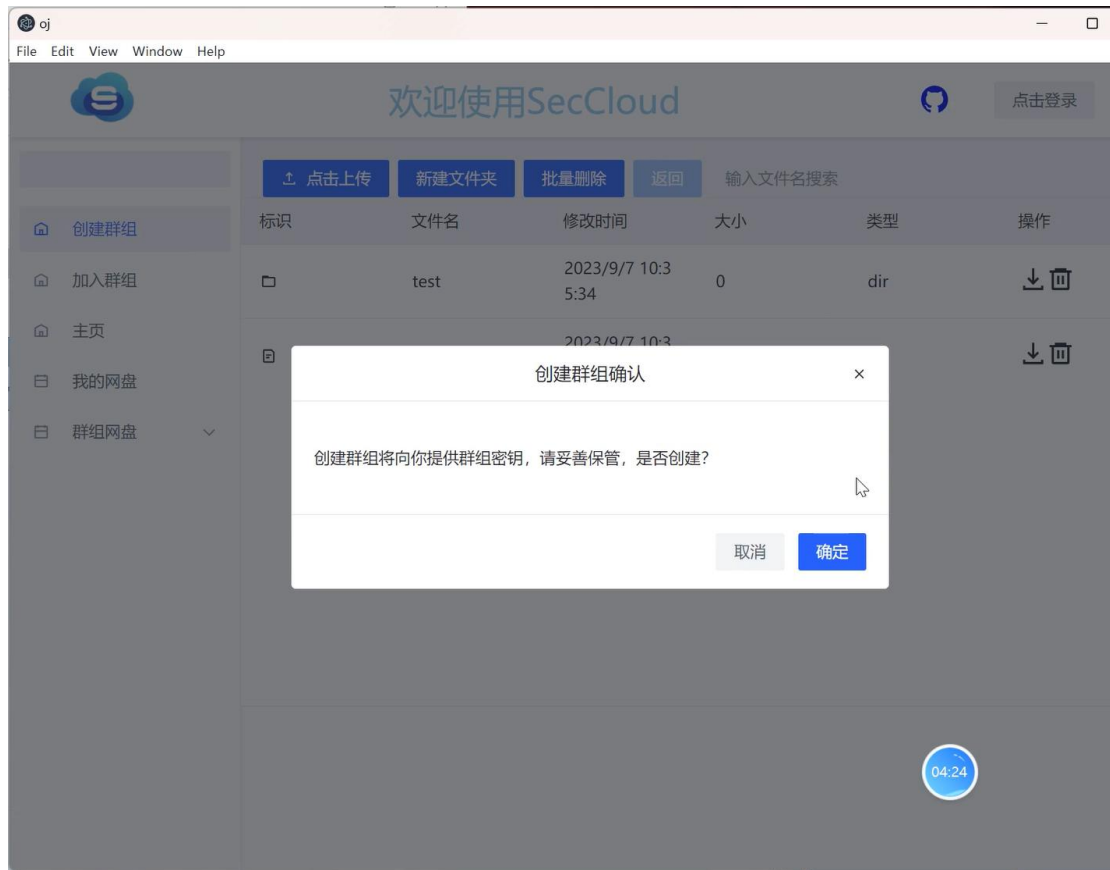 oj
File Edit View Window Help
欢迎使用SecCloud
点击登录
点击上传 新建文件夹 批量删除 返回 输入文件名搜索
标识 文件名 修改时间 大小 类型 操作
创建群组
加入群组
主页
我的网盘
群组网盘
test 2023/9/7 10:3 0 dir
5:34
2023/9/7 10:3
创建群组确认
创建群组将向你提供群组密钥，请妥善保管，是否创建？
取消 确定
04:24